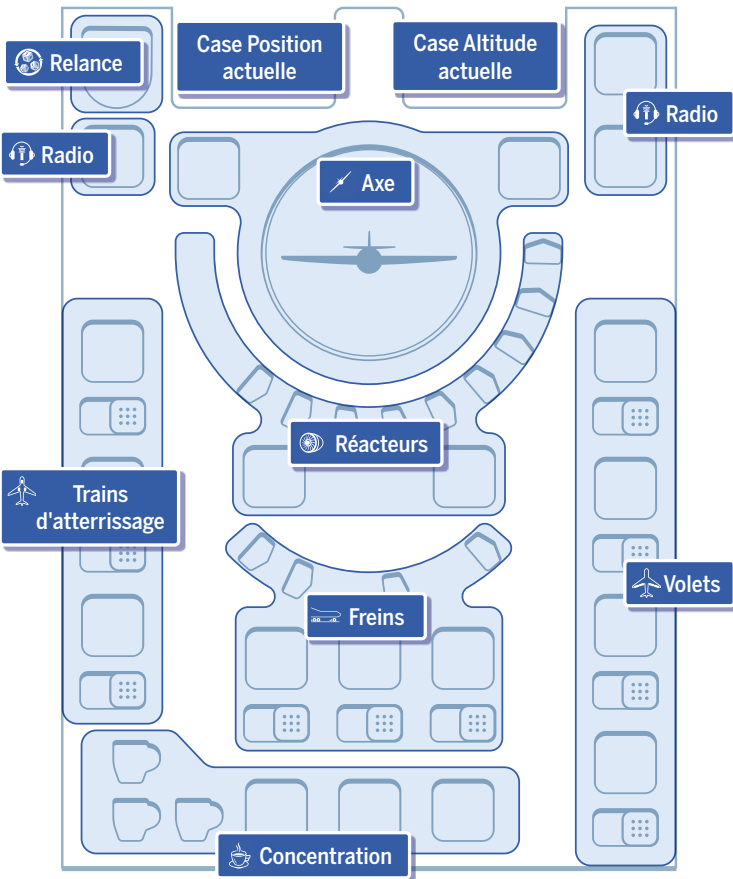 Relance
Case Position
actuelle
Case Altitude
actuelle
Radio
Radio
Axe
Réacteurs
Trains
d'atterrissage
Volets
Freins
Concentration